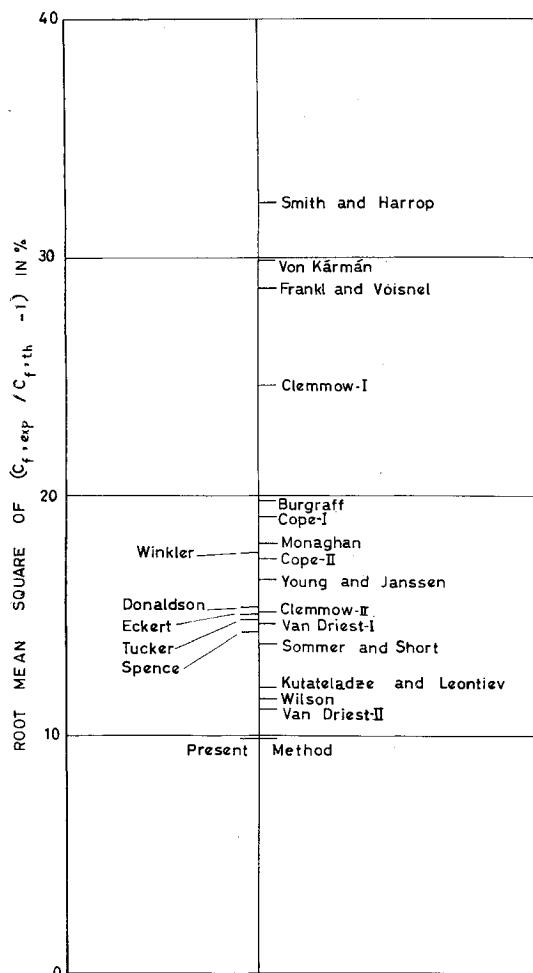 40
Smith and Harrop
30
Von Kármán
Frankl and Voisnel
Clemmow-I
20
Burgraff
Cope-I
Monaghan
Winkler
Cope-II
Young and Janssen
Donaldson
Clemmow-II
Eckert
Van Driest-I
Tucker
Sommer and Short
Spence
Kutateladze and Leontiev
Wilson
Van Driest-II
10
Present Method
0
ROOT MEAN SQUARE OF (Cf,exp /Cf,th -1) IN %